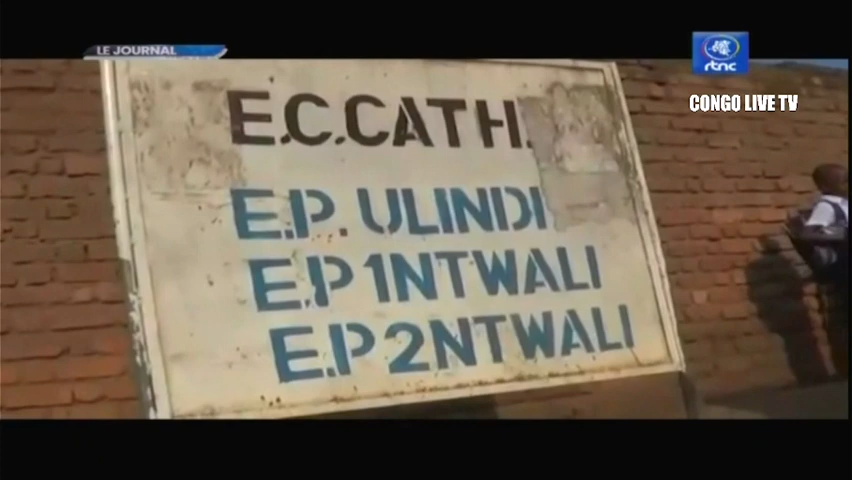 LE JOURNAL
rtnc
CONGO LIVE TV
E.C.CATH.
E.P. ULINDI
E.P 1NTWALI
E.P 2NTWALI